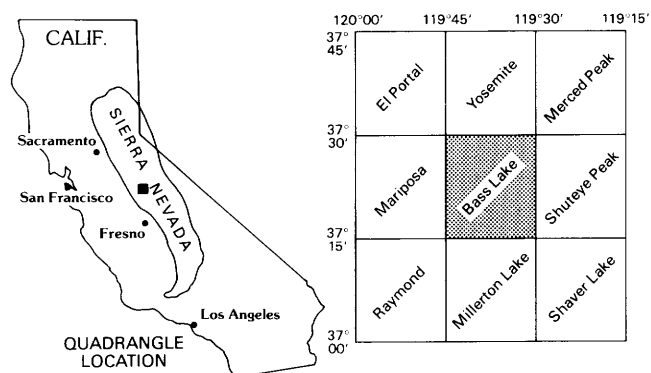 CALIF.
SIERRA NEVADA
Sacramento
San Francisco
Fresno
Los Angeles
QUADRANGLE
LOCATION
120°00' 119°45' 119°30' 119°15'
37°
45'
El Portal Yosemite Merced Peak
37°
30'
Mariposa Bass Lake Shuteye Peak
37°
15'
Raymond Millerton Lake Shaver Lake
37°
00'